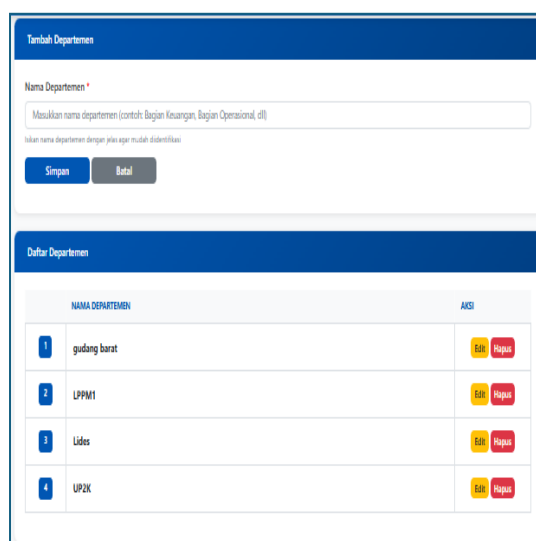 Tambah Departemen
Nama Departemen *
Masukkan nama departemen (contoh: Bagian Keuangan, Bagian Operasional, dll)
Isikan nama departemen dengan jelas agar mudah diidentifikasi
Simpan Batal
Daftar Departemen
NAMA DEPARTEMEN AKSI
1 gudang barat Edit Hapus
2 LPPM1 Edit Hapus
3 Lides Edit Hapus
4 UP2K Edit Hapus